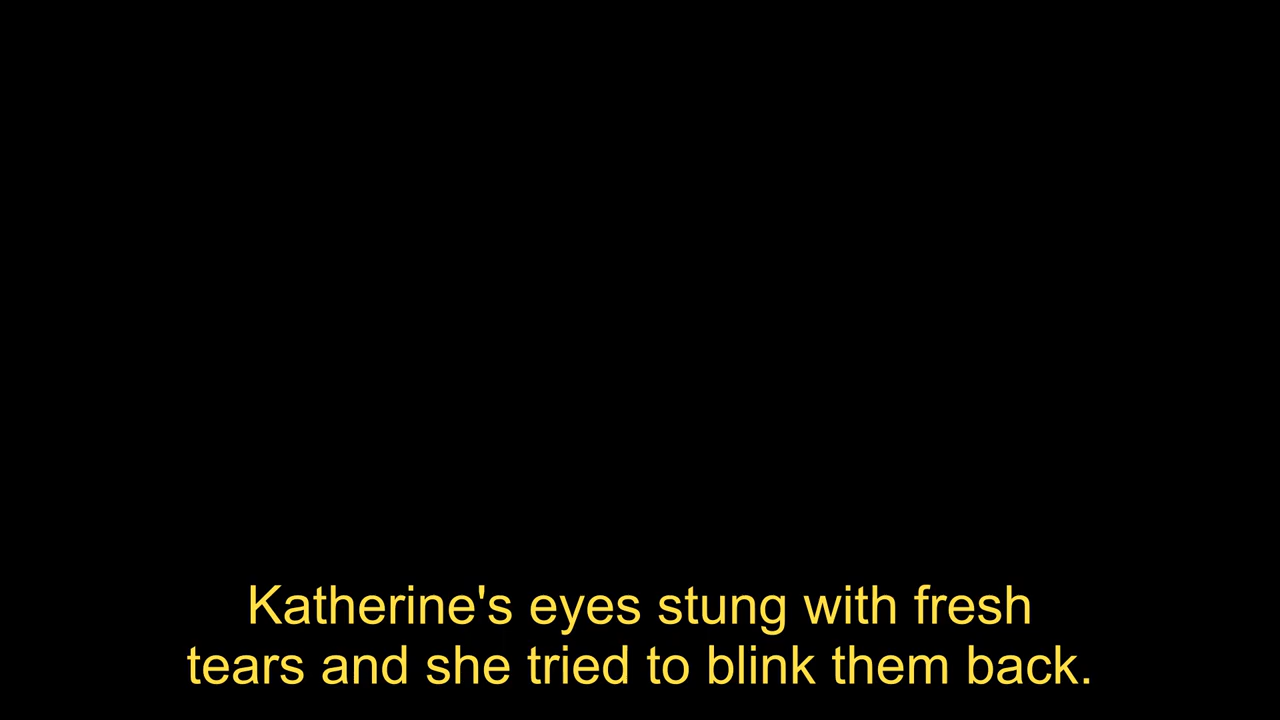 Katherine's eyes stung with fresh
tears and she tried to blink them back.